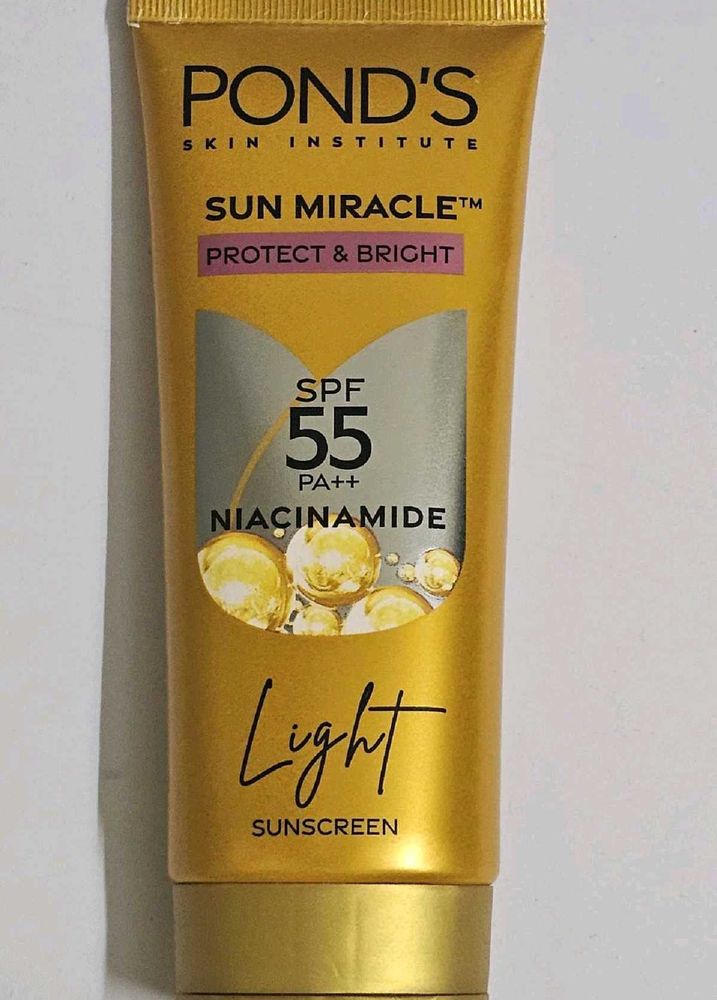 POND'S
SKIN INSTITUTE
SUN MIRACLE™
PROTECT & BRIGHT
SPF
55
PA++
NIACINAMIDE
Light
SUNSCREEN